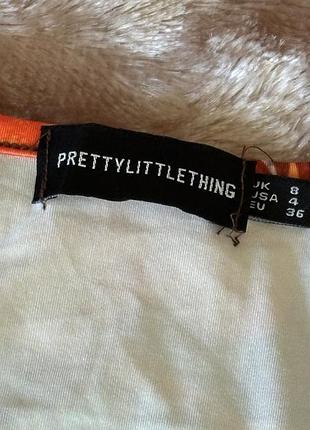 PRETTYLITTLETHING
UK 8
USA 4
EU 36